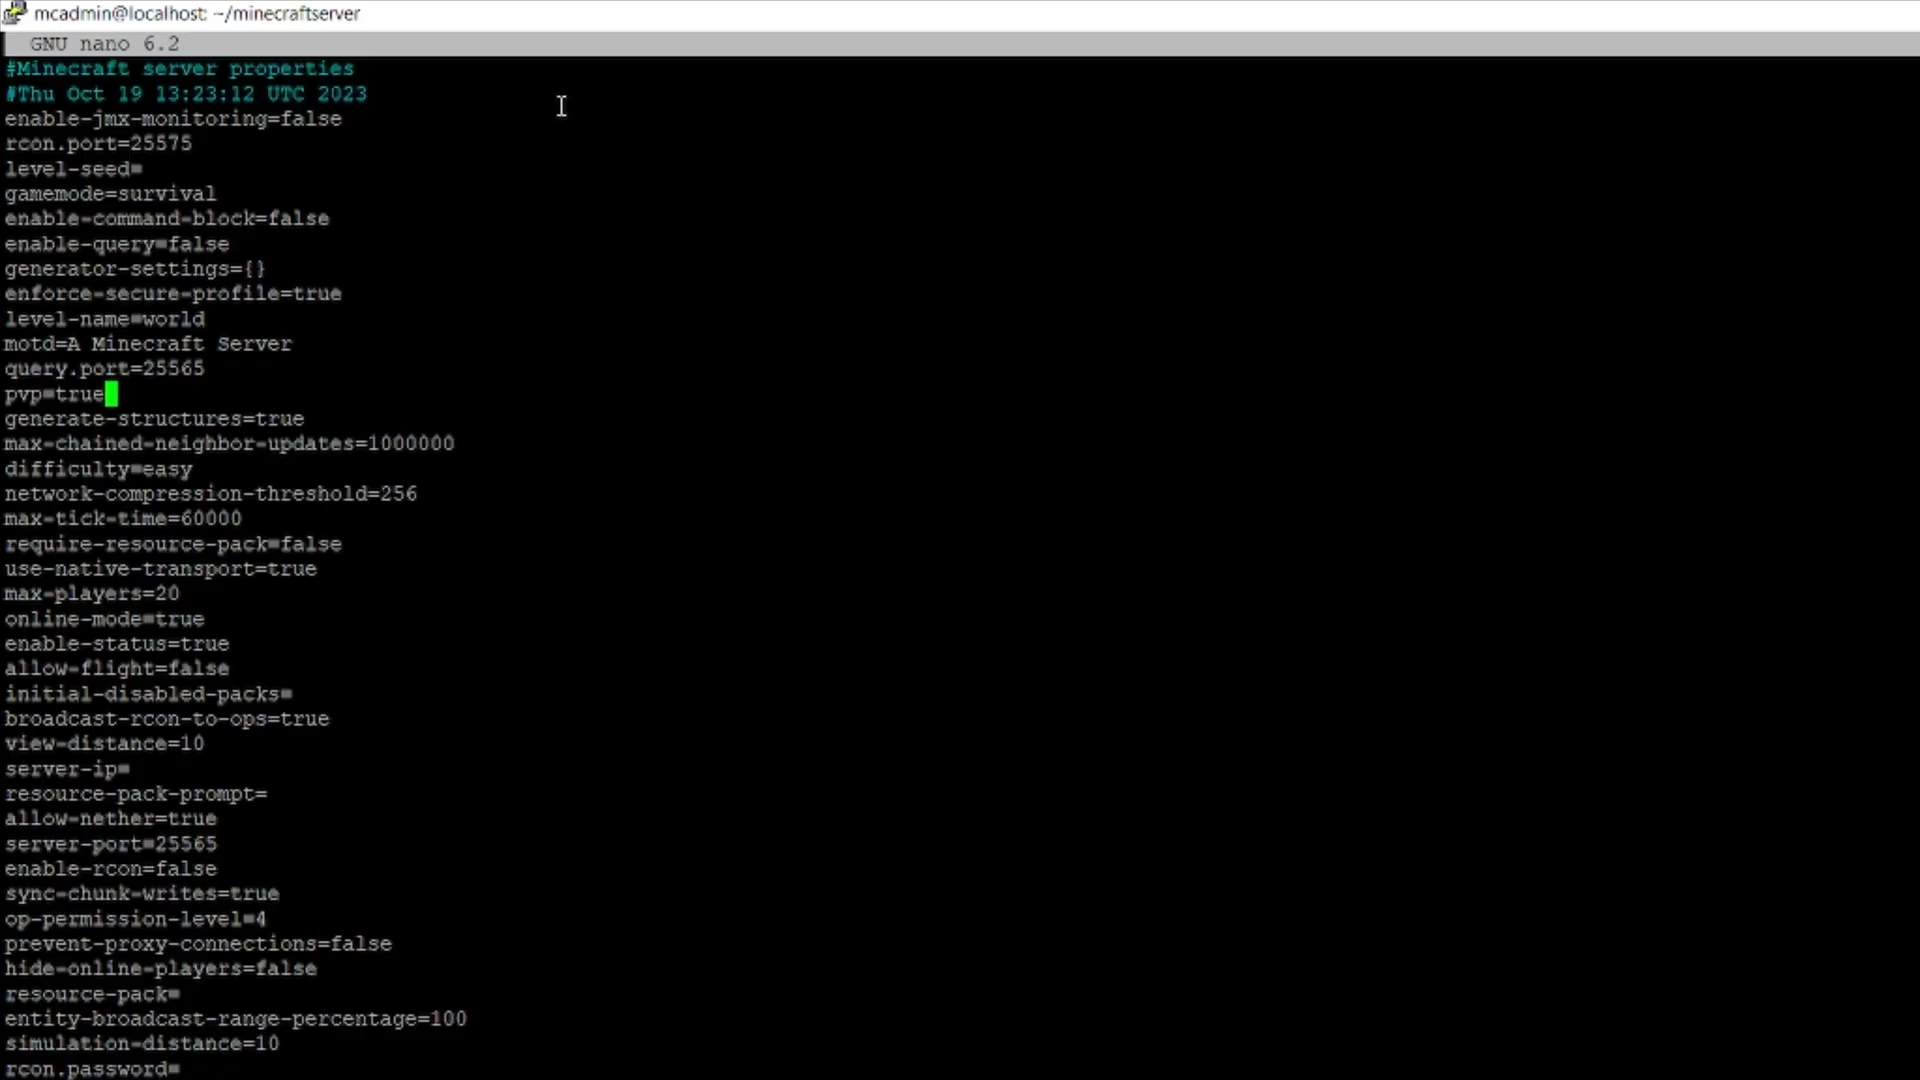 mcadmin@localhost: ~/minecraftserver
GNU nano 6.2
#Minecraft server properties
#Thu Oct 19 13:23:12 UTC 2023
enable-jmx-monitoring=false
rcon.port=25575
level-seed=
gamemode=survival
enable-command-block=false
enable-query=false
generator-settings={}
enforce-secure-profile=true
level-name=world
motd=A Minecraft Server
query.port=25565
pvp=true
generate-structures=true
max-chained-neighbor-updates=1000000
difficulty=easy
network-compression-threshold=256
max-tick-time=60000
require-resource-pack=false
use-native-transport=true
max-players=20
online-mode=true
enable-status=true
allow-flight=false
initial-disabled-packs=
broadcast-rcon-to-ops=true
view-distance=10
server-ip=
resource-pack-prompt=
allow-nether=true
server-port=25565
enable-rcon=false
sync-chunk-writes=true
op-permission-level=4
prevent-proxy-connections=false
hide-online-players=false
resource-pack=
entity-broadcast-range-percentage=100
simulation-distance=10
rcon.password=